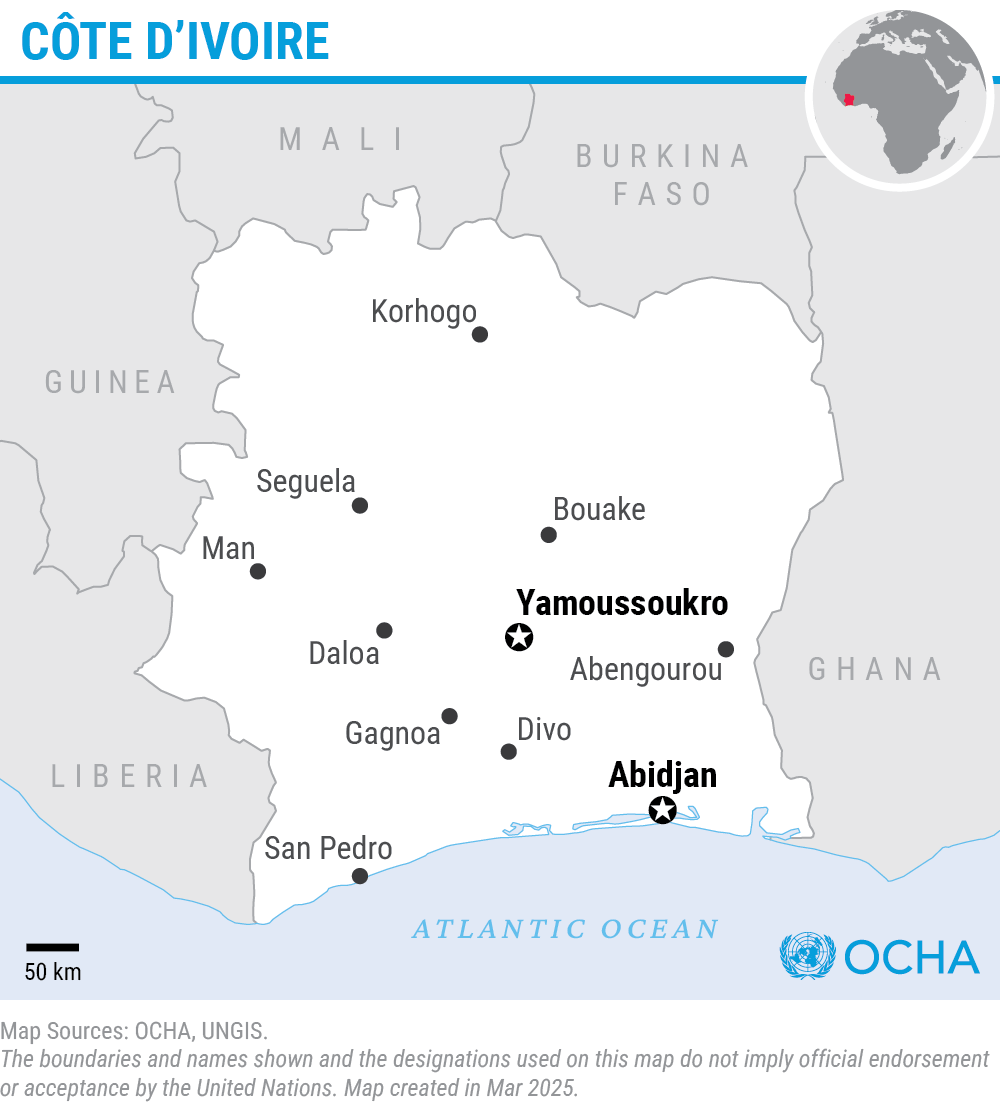 CÔTE D’IVOIRE
MALI
BURKINA
FASO
Korhogo
GUINEA
Seguela
Bouake
Man
Yamoussoukro
Daloa
Abengourou
GHANA
Gagnoa
Divo
LIBERIA
Abidjan
San Pedro
ATLANTIC OCEAN
OCHA
50 km
Map Sources: OCHA, UNGIS.
The boundaries and names shown and the designations used on this map do not imply official endorsement
or acceptance by the United Nations. Map created in Mar 2025.